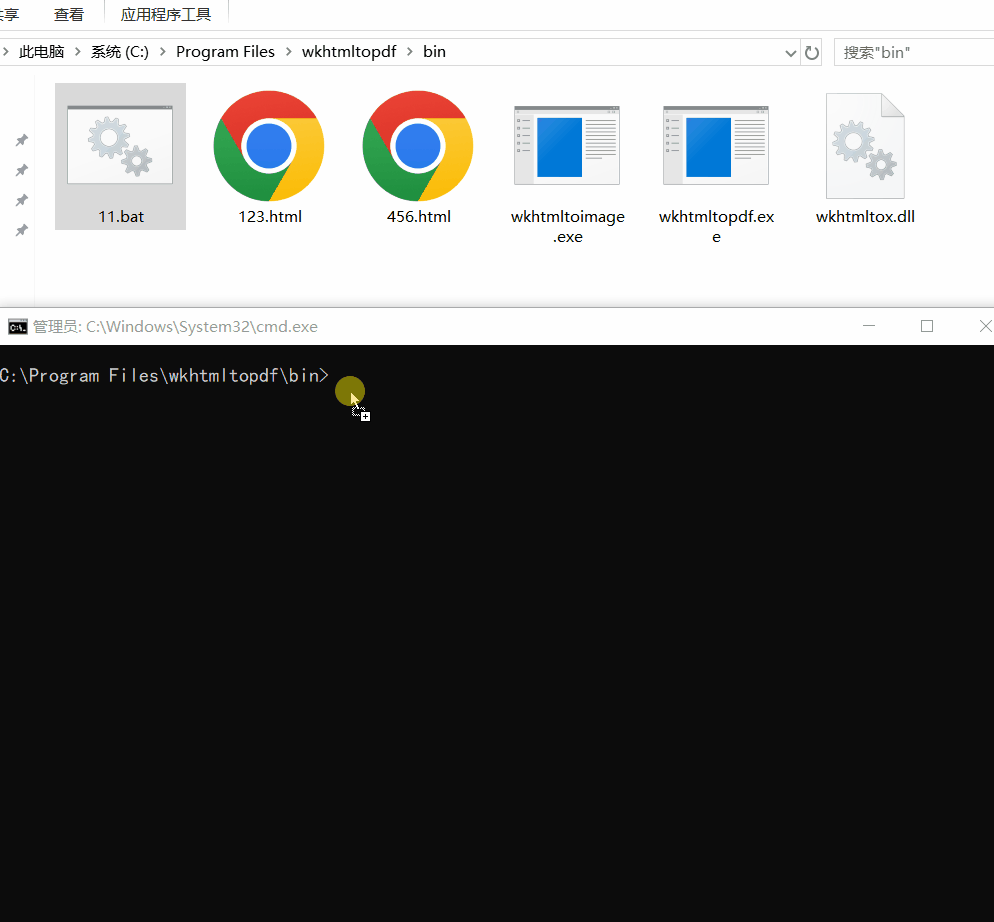 共享 查看 应用程序工具
此电脑 > 系统 (C:) > Program Files > wkhtmltopdf > bin
搜索"bin"
11.bat
123.html
456.html
wkhtmltoimage
.exe
wkhtmltopdf.ex
e
wkhtmltox.dll
管理员: C:\Windows\System32\cmd.exe
C:\Program Files\wkhtmltopdf\bin>